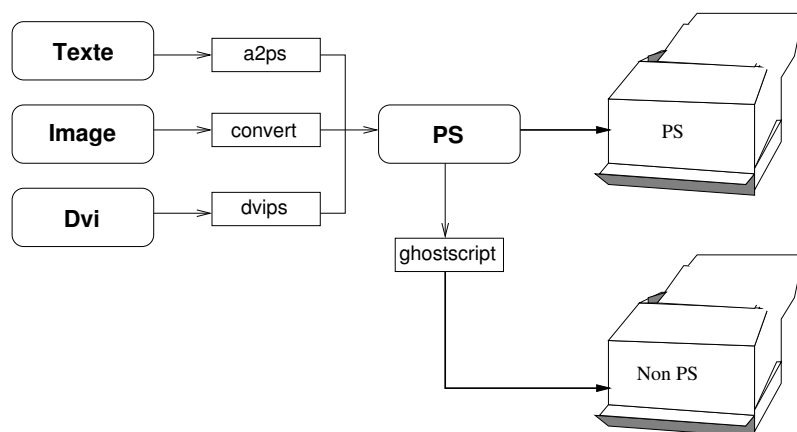 Texte
a2ps
Image
convert
PS
PS
Dvi
dvips
ghostscript
Non PS